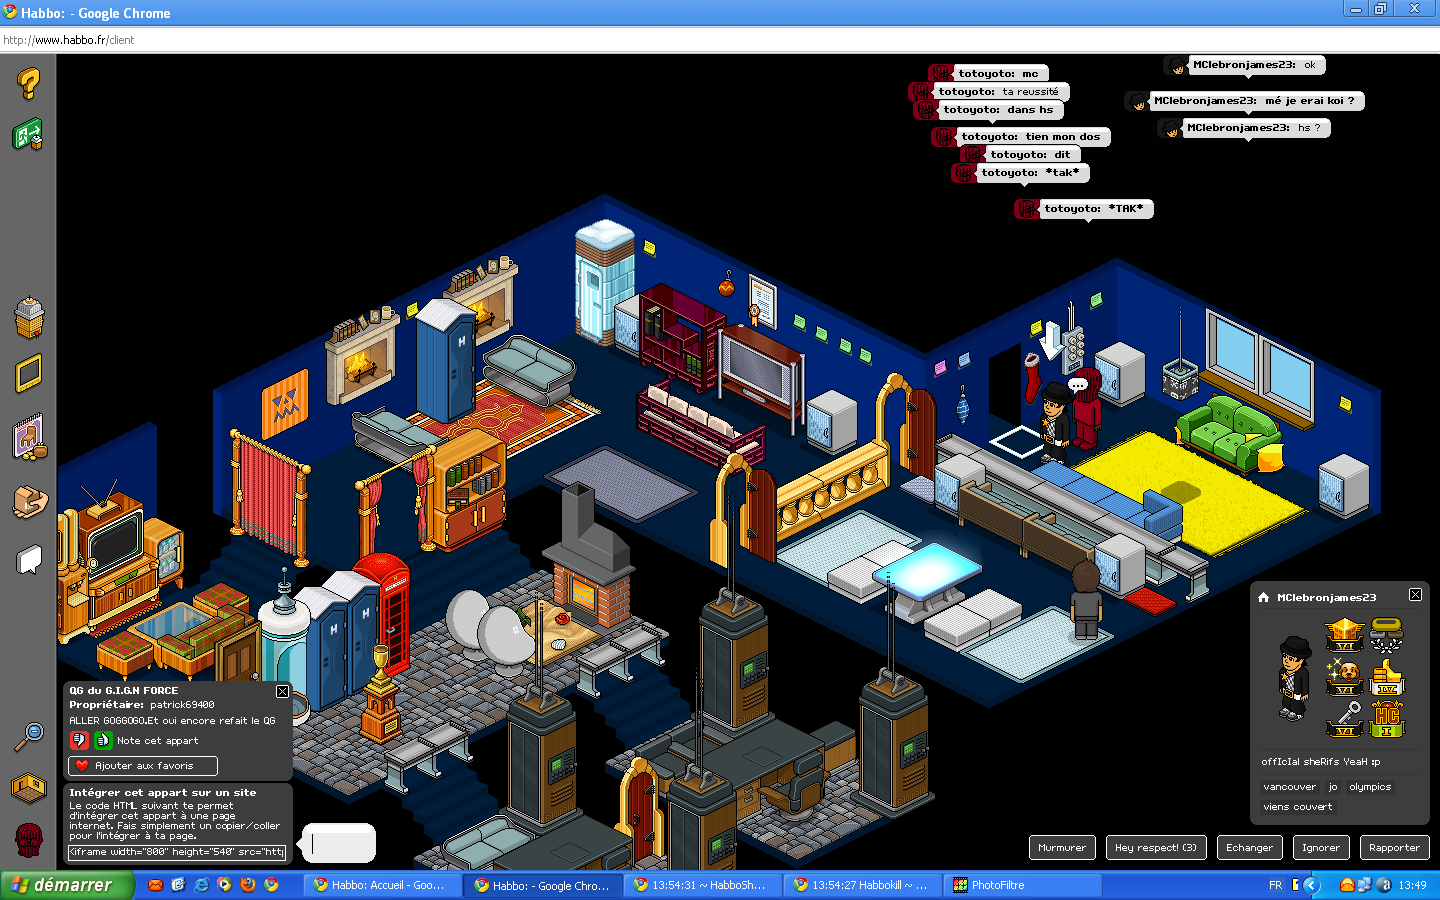 Habbo: - Google Chrome
http://www.habbo.fr/client
totoyoto: mc
totoyoto: ta reussité
totoyoto: dans hs
totoyoto: tien mon dos
totoyoto: dit
totoyoto: *tak*
totoyoto: *TAK*
MClebronjames23: ok
MClebronjames23: mé je erai koi ?
MClebronjames23: hs ?
H
H
H
QG du G.I.G.N FORCE
Propriétaire: patrick69400
ALLER GOGGOGO.Et oui encore refait le QG
Note cet appart
Ajouter aux favoris
Intégrer cet appart sur un site
Le code HTML suivant te permet
d'intégrer cet appart à une page
internet. Fais simplement un copier/coller
pour l'intégrer à ta page.
<iframe width="800" height="540" src="http
MClebronjames23
VI
VI
IV
VI
HC
I
offIcIal sheRifs YeaH :p
vancouver
jo
olympics
viens couvert
Murmurer
Hey respect! (3)
Echanger
Ignorer
Rapporter
démarrer
Habbo: Accueil - Goo...
Habbo: - Google Chro...
13:54:31 ~ HabboSh...
13:54:27 Habbokill ~ ...
PhotoFiltre
FR
13:49